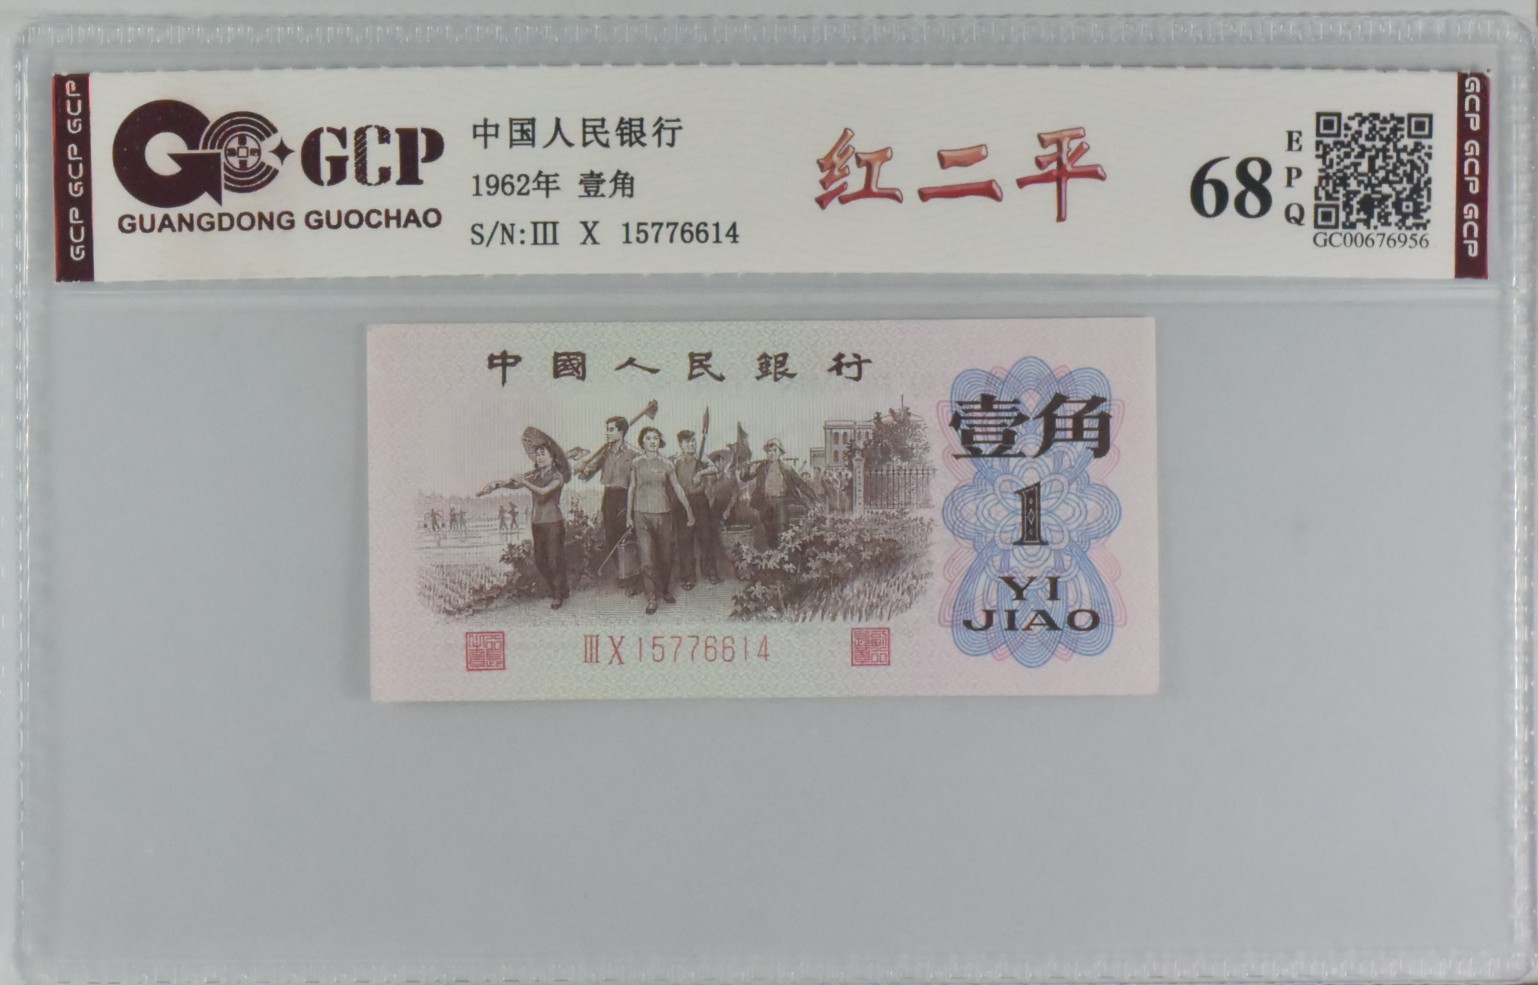 GCP
GUANGDONG GUOCHAO
中国人民银行
1962年 壹角
S/N:III X 15776614
红二平
68
EPQ
GC00676956
GCP GCP GCP
GCP GCP GCP
中國人民銀行
壹角
1
YI
JIAO
III X 15776614